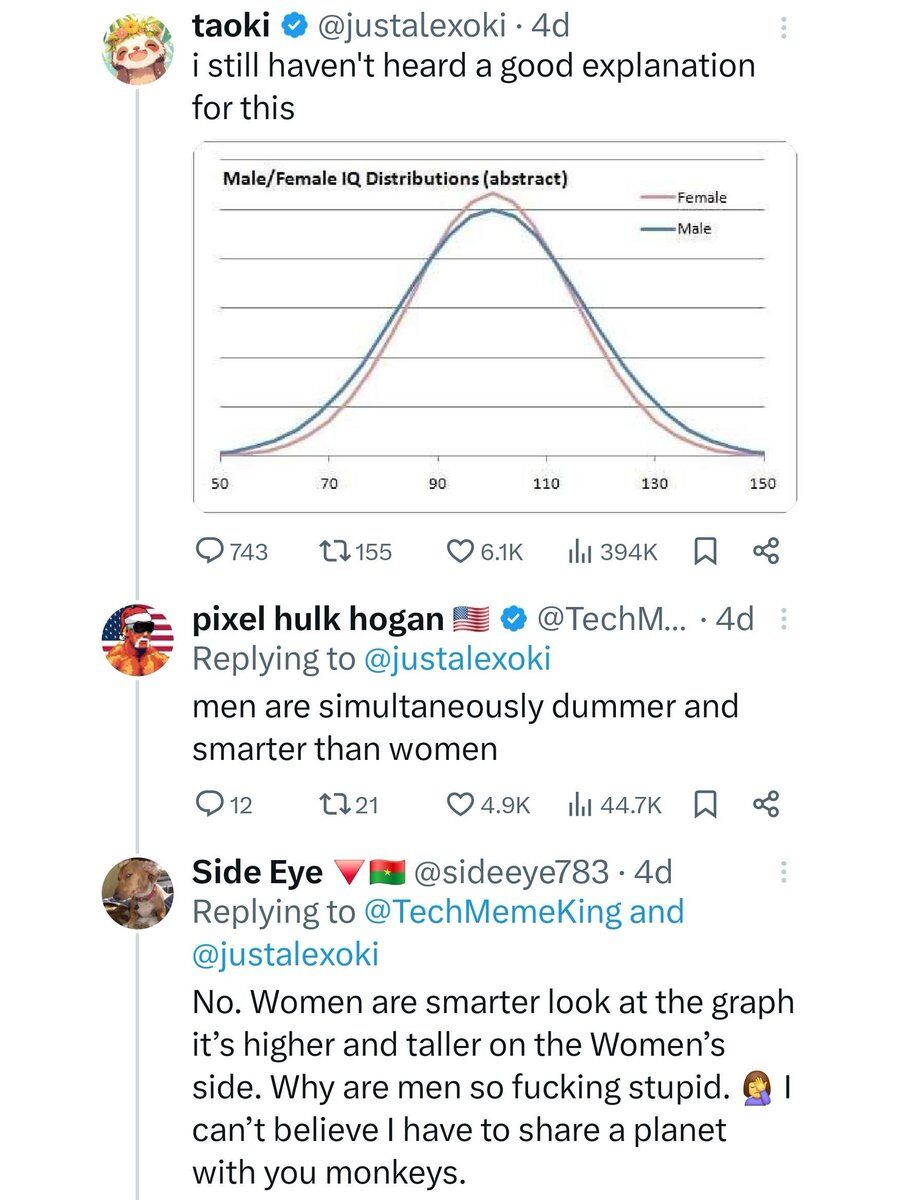 taoki @justalexoki · 4d
i still haven't heard a good explanation
for this
Male/Female IQ Distributions (abstract)
Female
Male
50 70 90 110 130 150
743 155 6.1K 394K
pixel hulk hogan 🇺🇸 @TechM... · 4d
Replying to @justalexoki
men are simultaneously dummer and
smarter than women
12 21 4.9K 44.7K
Side Eye 🔻🇧🇫 @sideeye783 · 4d
Replying to @TechMemeKing and
@justalexoki
No. Women are smarter look at the graph
it’s higher and taller on the Women’s
side. Why are men so fucking stupid. 🤦‍♀️ I
can’t believe I have to share a planet
with you monkeys.